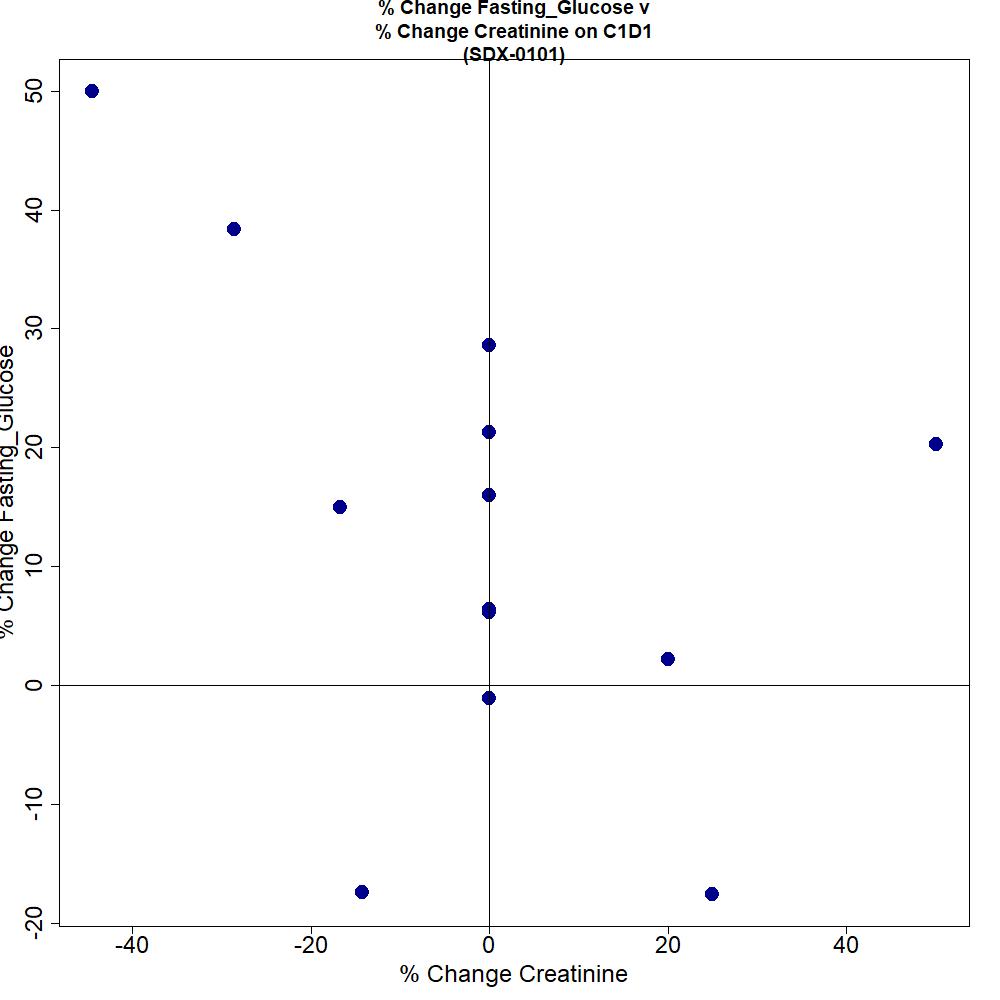 % Change Fasting_Glucose v
% Change Creatinine on C1D1
(SDX-0101)
% Change Fasting_Glucose
50
40
30
20
10
0
-10
-20
-40
-20
0
20
40
% Change Creatinine